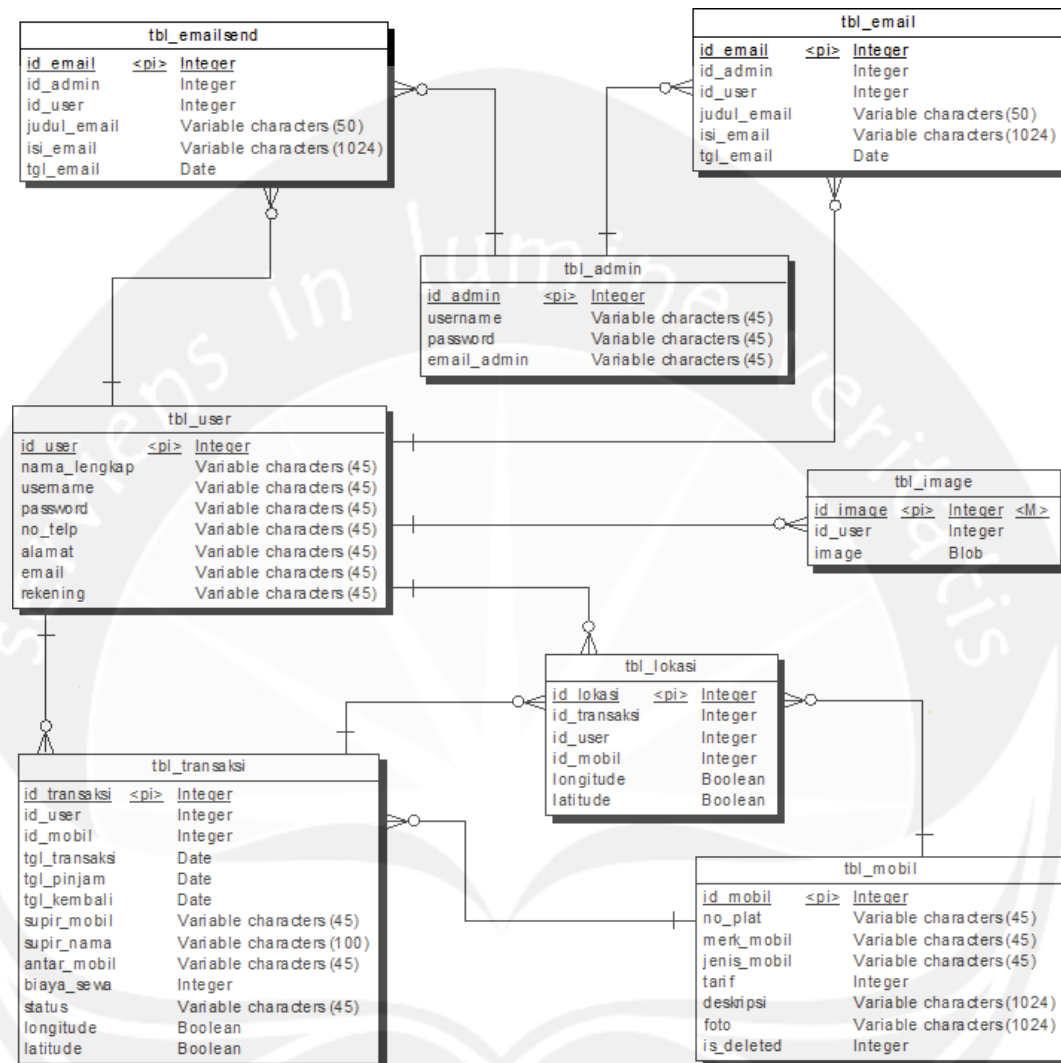 tbl_emailsend
id_email <pi> Integer
id_admin Integer
id_user Integer
judul_email Variable characters (50)
isi_email Variable characters (1024)
tgl_email Date
tbl_email
id_email <pi> Integer
id_admin Integer
id_user Integer
judul_email Variable characters (50)
isi_email Variable characters (1024)
tgl_email Date
serviens in lumine veritatis
tbl_admin
id_admin <pi> Integer
username Variable characters (45)
password Variable characters (45)
email_admin Variable characters (45)
tbl_user
id_user <pi> Integer
nama_lengkap Variable characters (45)
username Variable characters (45)
password Variable characters (45)
no_telp Variable characters (45)
alamat Variable characters (45)
email Variable characters (45)
rekening Variable characters (45)
tbl_image
id_image <pi> Integer <M>
id_user Integer
image Blob
tbl_lokasi
id_lokasi <pi> Integer
id_transaksi Integer
id_user Integer
id_mobil Integer
longitude Boolean
latitude Boolean
tbl_transaksi
id_transaksi <pi> Integer
id_user Integer
id_mobil Integer
tgl_transaksi Date
tgl_pinjam Date
tgl_kembali Date
supir_mobil Variable characters (45)
supir_nama Variable characters (100)
antar_mobil Variable characters (45)
biaya_sewa Integer
status Variable characters (45)
longitude Boolean
latitude Boolean
tbl_mobil
id_mobil <pi> Integer
no_plat Variable characters (45)
merk_mobil Variable characters (45)
jenis_mobil Variable characters (45)
tarif Integer
deskripsi Variable characters (1024)
foto Variable characters (1024)
is_deleted Integer